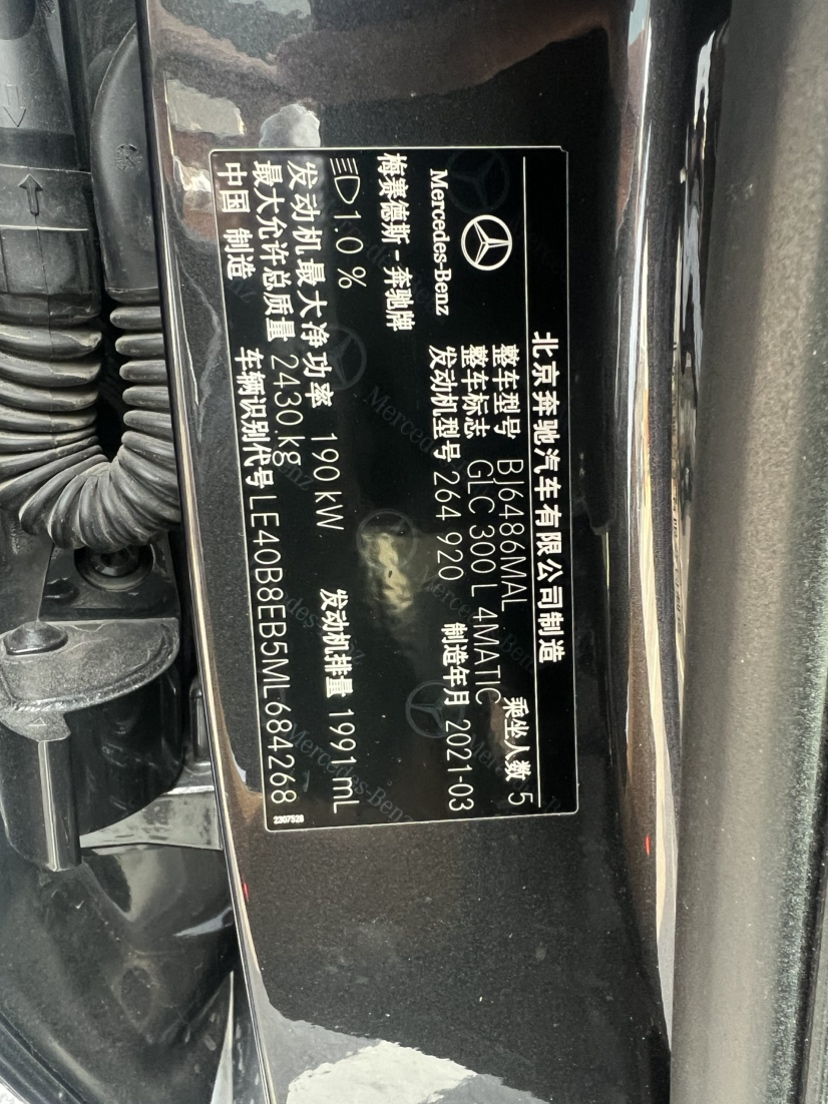 北京奔驰汽车有限公司制造
Mercedes-Benz
整车型号 BJ6486MAL 乘坐人数 5
整车标志 GLC 300 L 4MATIC
发动机型号 264 920 制造年月 2021-03
梅赛德斯-奔驰牌
1.0 %
发动机最大净功率 190 kW 发动机排量 1991 mL
最大允许总质量 2430 kg
中国 制造 车辆识别代号 LE40B8EB5ML684268
2307528